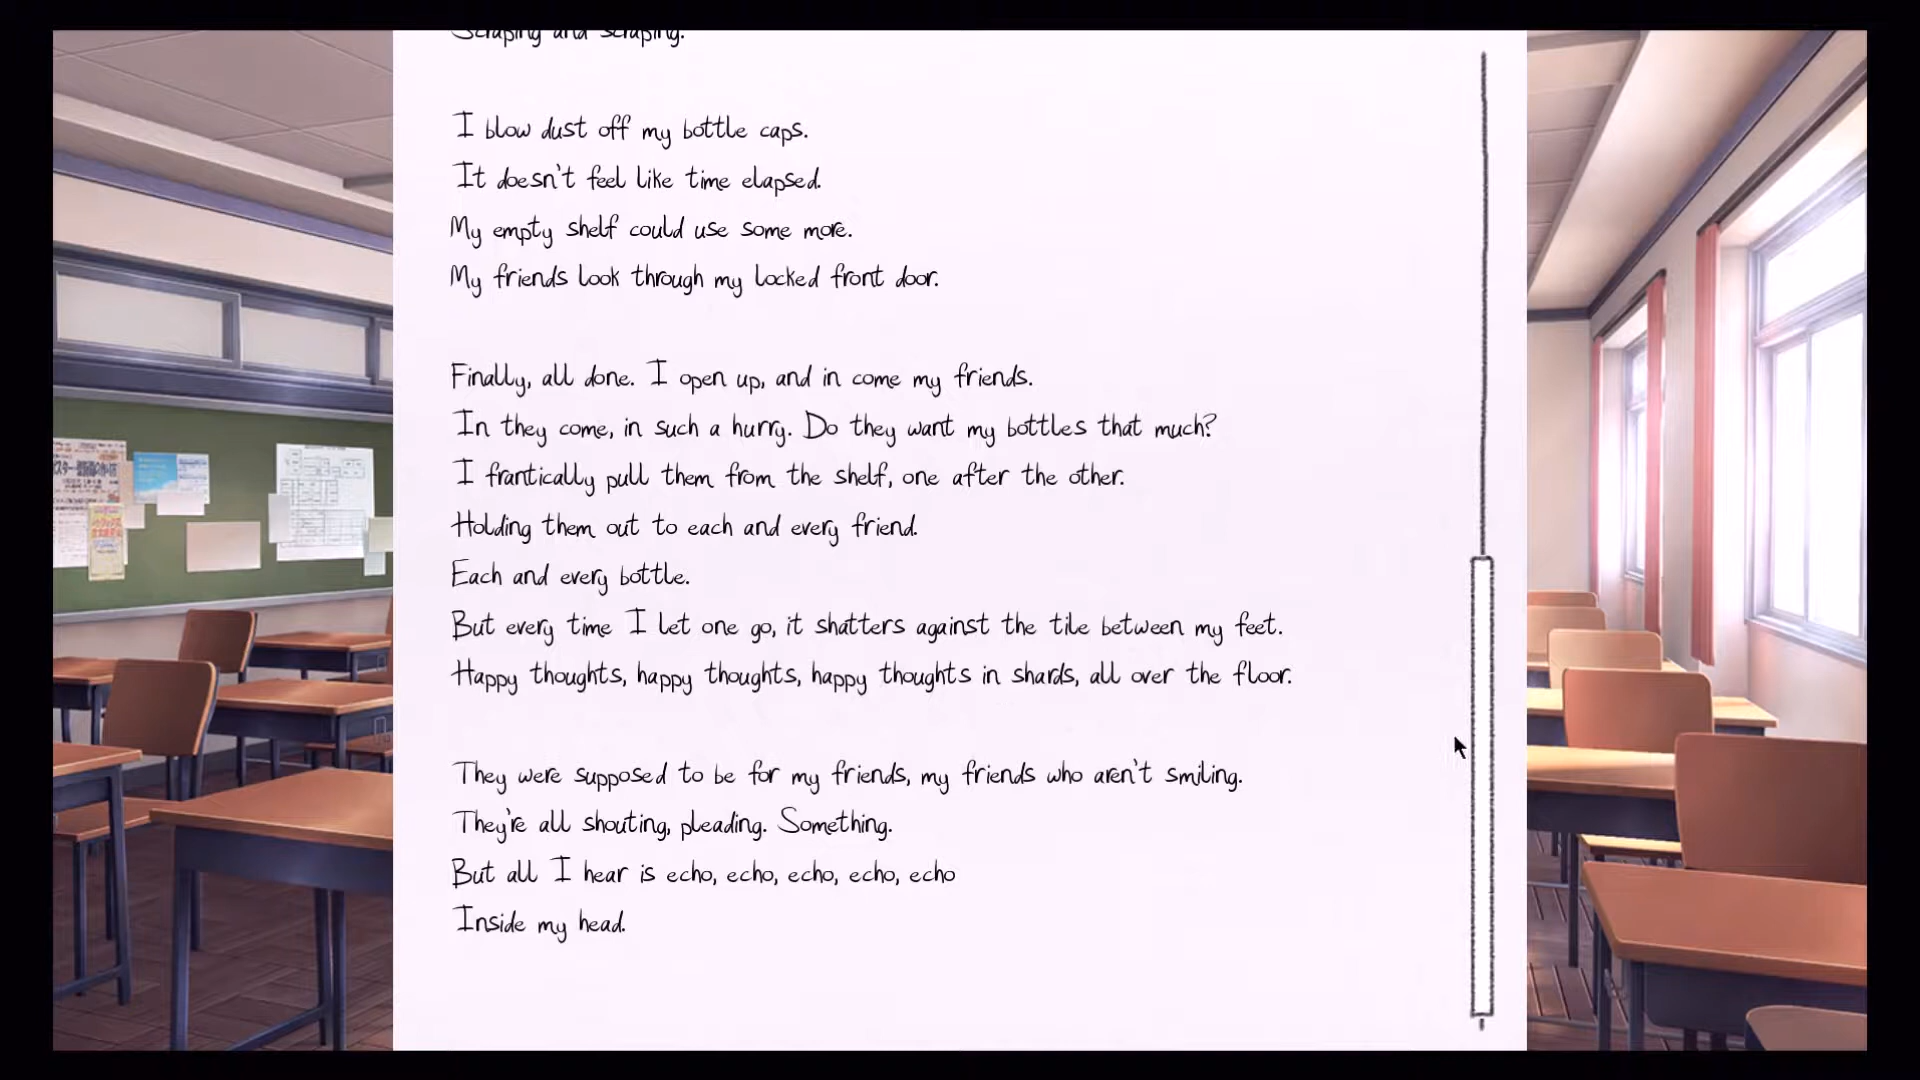 Scraping and scraping.
I blow dust off my bottle caps.
It doesn't feel like time elapsed.
My empty shelf could use some more.
My friends look through my locked front door.
Finally, all done. I open up, and in come my friends.
In they come, in such a hurry. Do they want my bottles that much?
I frantically pull them from the shelf, one after the other.
Holding them out to each and every friend.
Each and every bottle.
But every time I let one go, it shatters against the tile between my feet.
Happy thoughts, happy thoughts, happy thoughts in shards, all over the floor.
They were supposed to be for my friends, my friends who aren't smiling.
They're all shouting, pleading. Something.
But all I hear is echo, echo, echo, echo, echo
Inside my head.